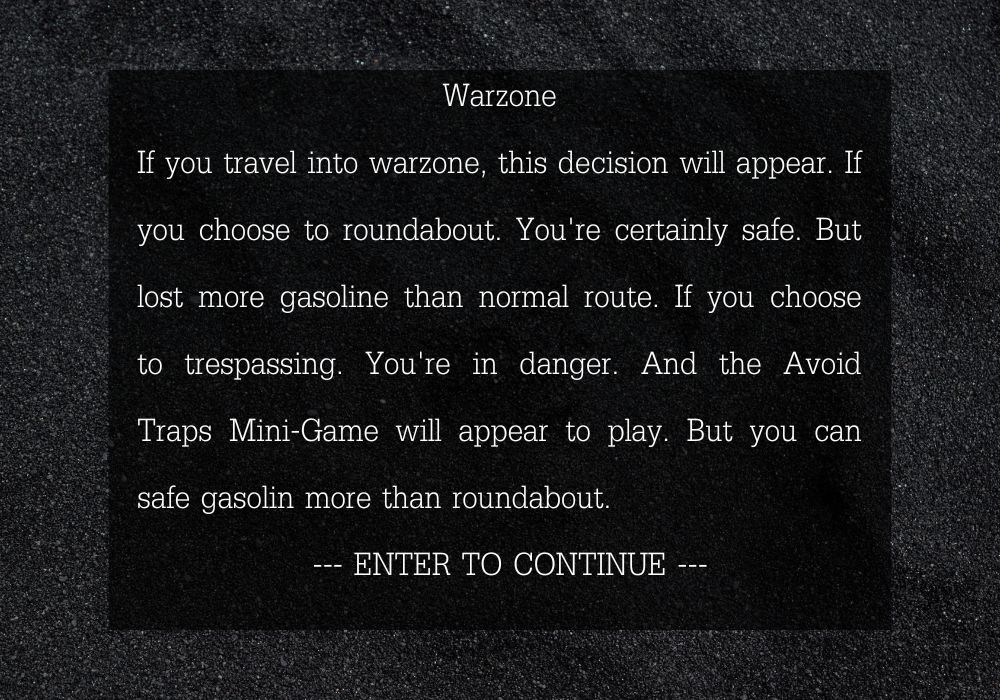 Warzone
If you travel into warzone, this decision will appear. If
you choose to roundabout. You're certainly safe. But
lost more gasoline than normal route. If you choose
to trespassing. You're in danger. And the Avoid
Traps Mini-Game will appear to play. But you can
safe gasolin more than roundabout.
--- ENTER TO CONTINUE ---